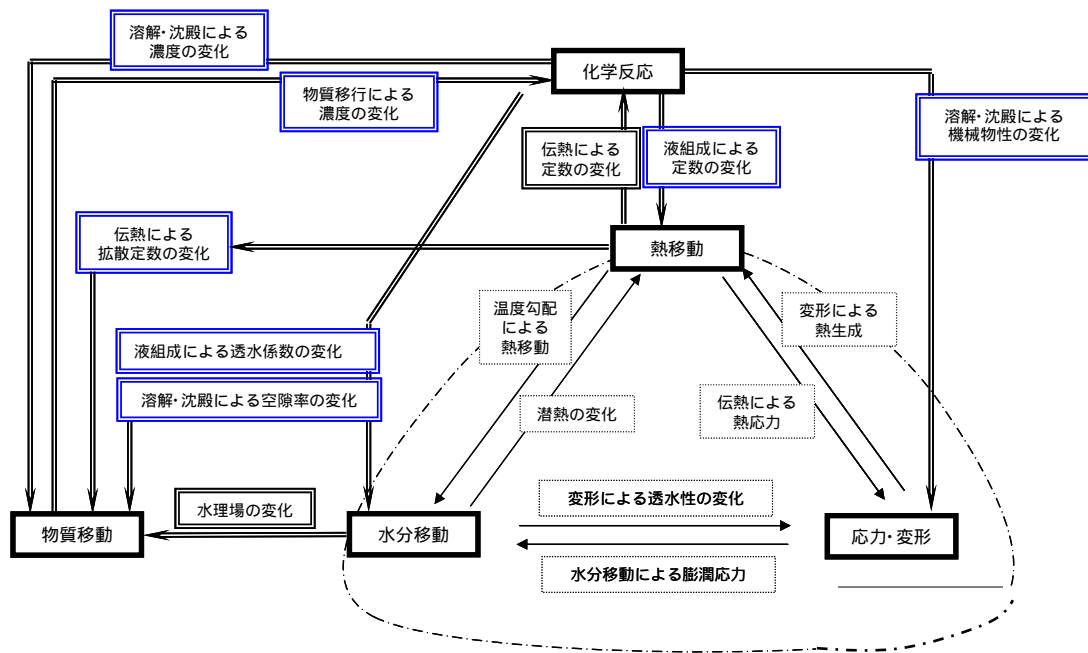 溶解・沈殿による
濃度の変化
化学反応
物質移行による
濃度の変化
溶解・沈殿による
機械物性の変化
伝熱による
定数の変化
液組成による
定数の変化
伝熱による
拡散定数の変化
熱移動
温度勾配
による
熱移動
変形による
熱生成
液組成による透水係数の変化
溶解・沈殿による空隙率の変化
潜熱の変化
伝熱による
熱応力
水理場の変化
変形による透水性の変化
物質移動
水分移動
応力・変形
水分移動による膨潤応力